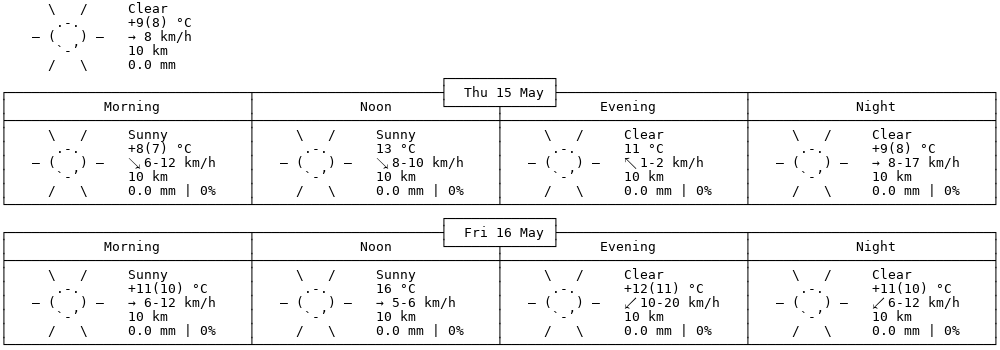 \   /     Clear
     .-.      +9(8) °C
  ― (   ) ―   → 8 km/h
     `-’      10 km
    /   \     0.0 mm
                                                       ┌─────────────┐
┌──────────────────────────────┬───────────────────────┤  Thu 15 May ├───────────────────────┬──────────────────────────────┐
│            Morning           │             Noon      └──────┬──────┘     Evening           │             Night            │
├──────────────────────────────┼──────────────────────────────┼──────────────────────────────┼──────────────────────────────┤
│     \   /     Sunny          │     \   /     Sunny          │     \   /     Clear          │     \   /     Clear          │
│      .-.      +8(7) °C       │      .-.      13 °C          │      .-.      11 °C          │      .-.      +9(8) °C       │
│   ― (   ) ―   ↘ 6-12 km/h    │   ― (   ) ―   ↘ 8-10 km/h    │   ― (   ) ―   ↖ 1-2 km/h     │   ― (   ) ―   → 8-17 km/h    │
│      `-’      10 km          │      `-’      10 km          │      `-’      10 km          │      `-’      10 km          │
│     /   \     0.0 mm | 0%    │     /   \     0.0 mm | 0%    │     /   \     0.0 mm | 0%    │     /   \     0.0 mm | 0%    │
└──────────────────────────────┴──────────────────────────────┴──────────────────────────────┴──────────────────────────────┘
                                                       ┌─────────────┐
┌──────────────────────────────┬───────────────────────┤  Fri 16 May ├───────────────────────┬──────────────────────────────┐
│            Morning           │             Noon      └──────┬──────┘     Evening           │             Night            │
├──────────────────────────────┼──────────────────────────────┼──────────────────────────────┼──────────────────────────────┤
│     \   /     Sunny          │     \   /     Sunny          │     \   /     Clear          │     \   /     Clear          │
│      .-.      +11(10) °C     │      .-.      16 °C          │      .-.      +12(11) °C     │      .-.      +11(10) °C     │
│   ― (   ) ―   → 6-12 km/h    │   ― (   ) ―   → 5-6 km/h     │   ― (   ) ―   ↙ 10-20 km/h   │   ― (   ) ―   ↙ 6-12 km/h    │
│      `-’      10 km          │      `-’      10 km          │      `-’      10 km          │      `-’      10 km          │
│     /   \     0.0 mm | 0%    │     /   \     0.0 mm | 0%    │     /   \     0.0 mm | 0%    │     /   \     0.0 mm | 0%    │
└──────────────────────────────┴──────────────────────────────┴──────────────────────────────┴──────────────────────────────┘